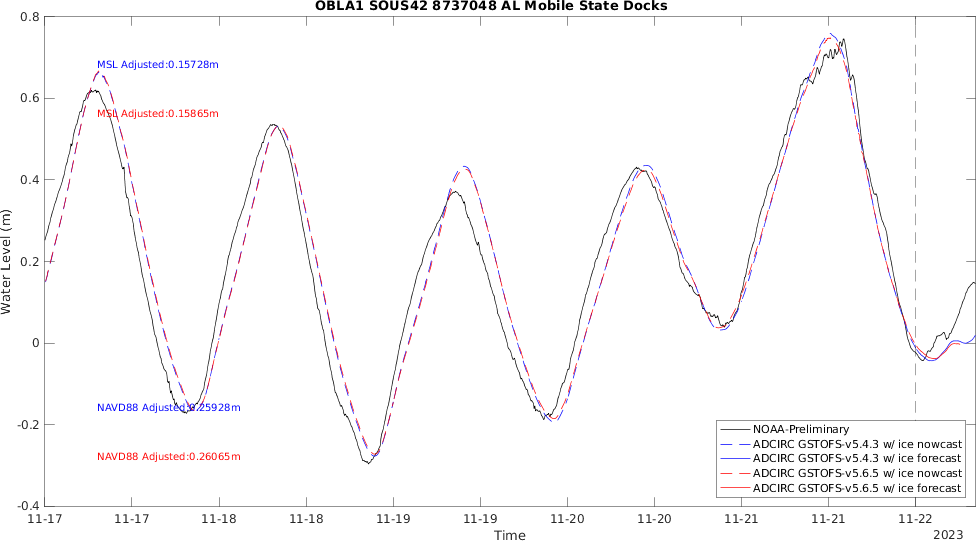 OBLA1 SOUS42 8737048 AL Mobile State Docks
Water Level (m)
0.8
0.6
0.4
0.2
0
-0.2
-0.4
MSL Adjusted:0.15728m
MSL Adjusted:0.15865m
NAVD88 Adjusted:0.25928m
NAVD88 Adjusted:0.26065m
NOAA-Preliminary
ADCIRC GSTOFS-v5.4.3 w/ ice nowcast
ADCIRC GSTOFS-v5.4.3 w/ ice forecast
ADCIRC GSTOFS-v5.6.5 w/ ice nowcast
ADCIRC GSTOFS-v5.6.5 w/ ice forecast
11-17 11-17 11-18 11-18 11-19 11-19 11-20 11-20 11-21 11-21 11-22
Time
2023